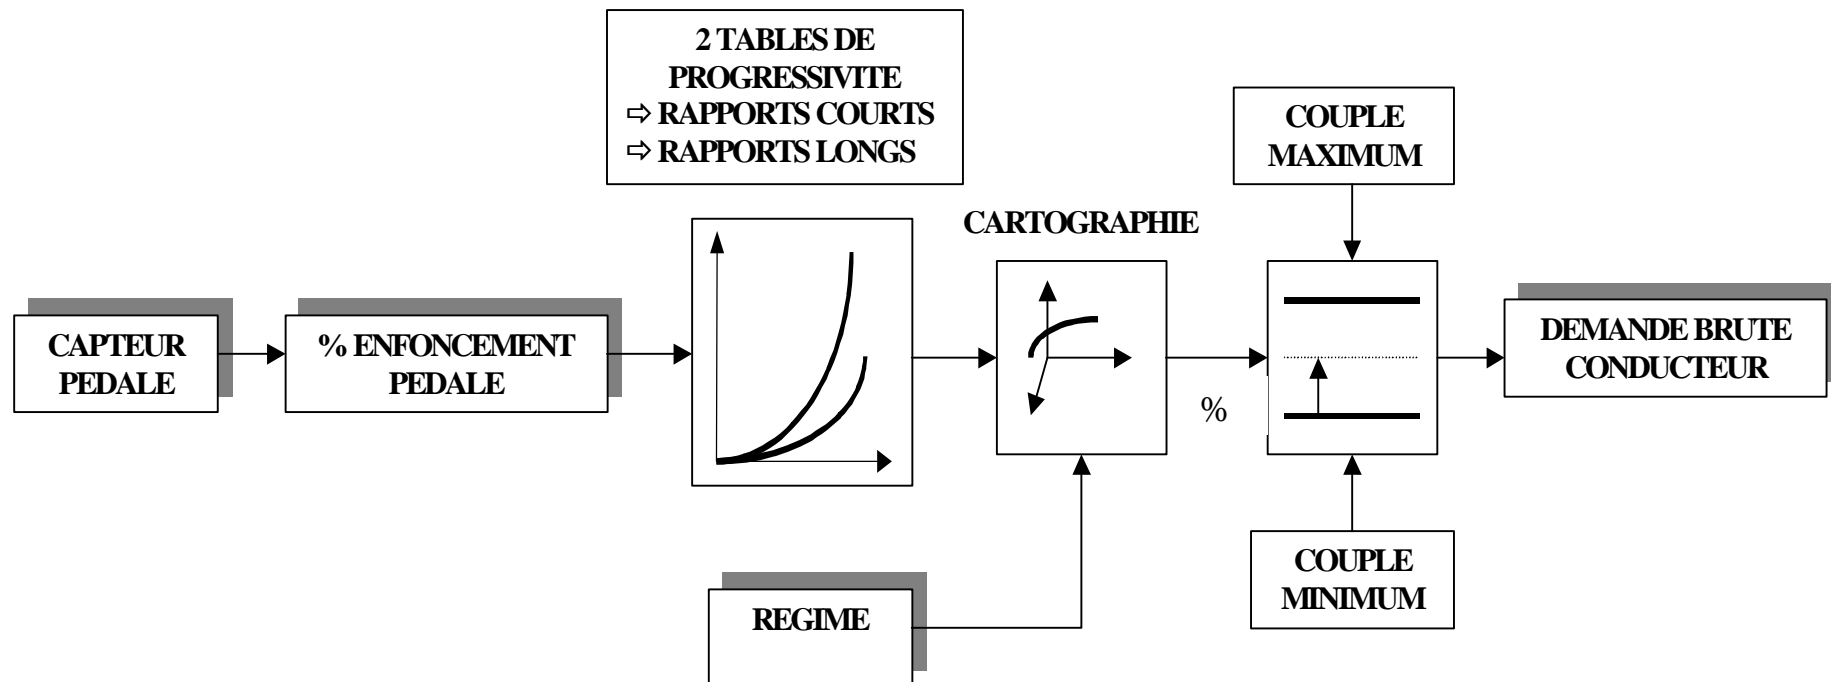 2 TABLES DE
PROGRESSIVITE
⇨ RAPPORTS COURTS
⇨ RAPPORTS LONGS
COUPLE
MAXIMUM
CARTOGRAPHIE
CAPTEUR
PEDALE
% ENFONCEMENT
PEDALE
%
DEMANDE BRUTE
CONDUCTEUR
REGIME
COUPLE
MINIMUM